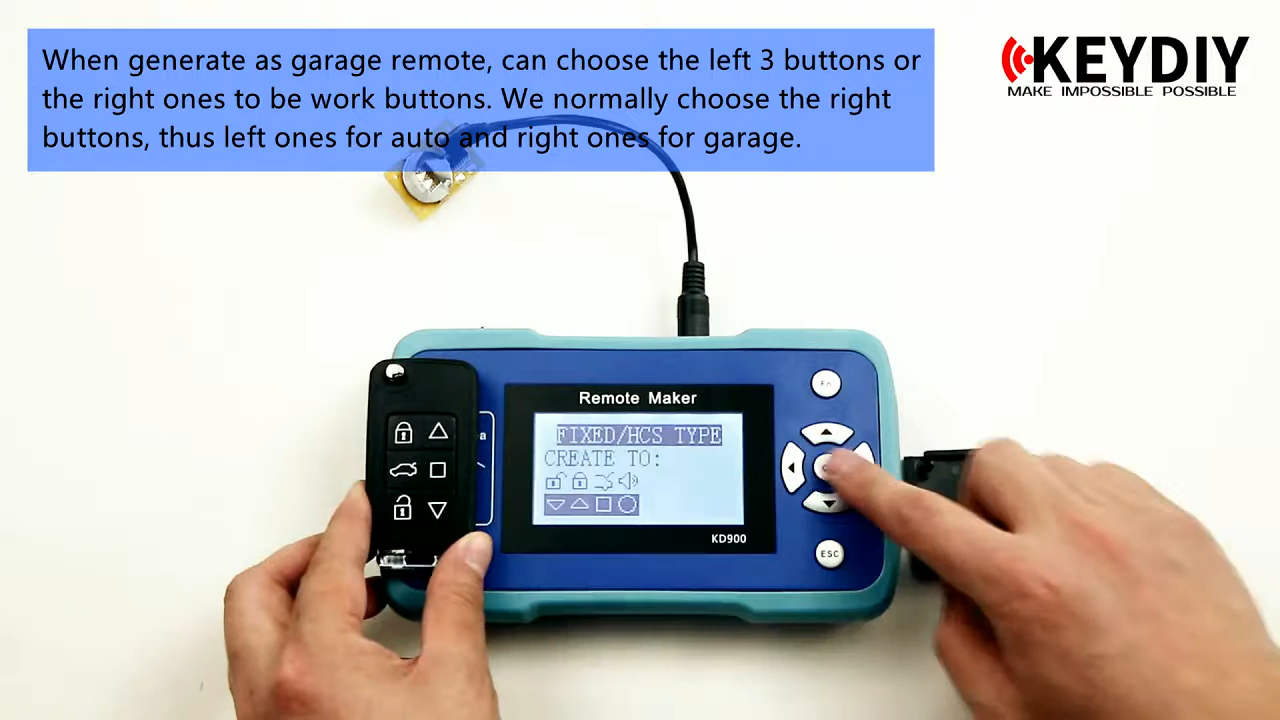 When generate as garage remote, can choose the left 3 buttons or
the right ones to be work buttons. We normally choose the right
buttons, thus left ones for auto and right ones for garage.
KEYDIY
MAKE IMPOSSIBLE POSSIBLE
Remote Maker
FIXED/HCS TYPE
CREATE TO:
KD900
Fn
ESC